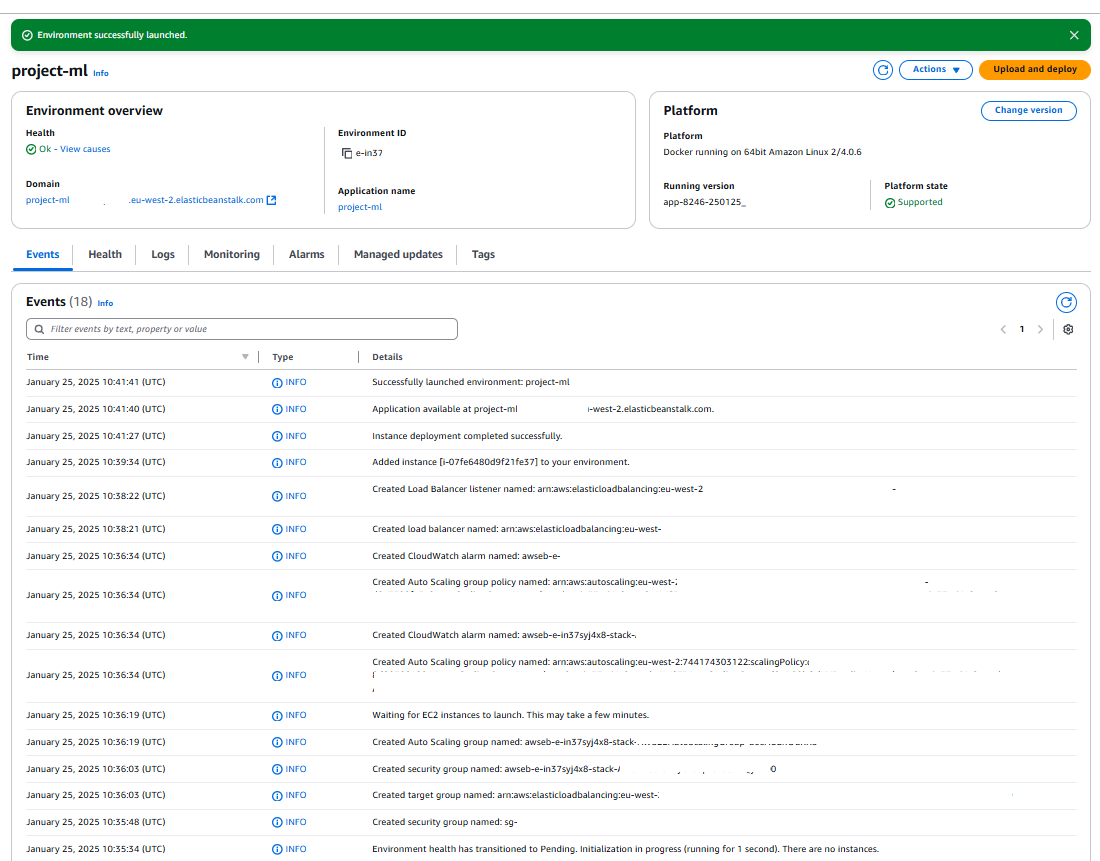 Environment successfully launched.
project-ml Info
Actions
Upload and deploy
Environment overview
Health
Ok - View causes
Environment ID
e-in37
Domain
project-ml .eu-west-2.elasticbeanstalk.com
Application name
project-ml
Platform
Change version
Platform
Docker running on 64bit Amazon Linux 2/4.0.6
Running version
app-8246-250125_
Platform state
Supported
Events Health Logs Monitoring Alarms Managed updates Tags
Events (18) Info
Filter events by text, property or value
1
Time Type Details
January 25, 2025 10:41:41 (UTC) INFO Successfully launched environment: project-ml
January 25, 2025 10:41:40 (UTC) INFO Application available at project-ml -west-2.elasticbeanstalk.com.
January 25, 2025 10:41:27 (UTC) INFO Instance deployment completed successfully.
January 25, 2025 10:39:34 (UTC) INFO Added instance [i-07fe6480d9f21fe37] to your environment.
January 25, 2025 10:38:22 (UTC) INFO Created Load Balancer listener named: arn:aws:elasticloadbalancing:eu-west-2 -
January 25, 2025 10:38:21 (UTC) INFO Created load balancer named: arn:aws:elasticloadbalancing:eu-west-
January 25, 2025 10:36:34 (UTC) INFO Created CloudWatch alarm named: awseb-e-
January 25, 2025 10:36:34 (UTC) INFO Created Auto Scaling group policy named: arn:aws:autoscaling:eu-west-2: -
January 25, 2025 10:36:34 (UTC) INFO Created CloudWatch alarm named: awseb-e-in37syj4x8-stack-
January 25, 2025 10:36:34 (UTC) INFO Created Auto Scaling group policy named: arn:aws:autoscaling:eu-west-2:744174303122:scalingPolicy:
January 25, 2025 10:36:19 (UTC) INFO Waiting for EC2 instances to launch. This may take a few minutes.
January 25, 2025 10:36:19 (UTC) INFO Created Auto Scaling group named: awseb-e-in37syj4x8-stack-
January 25, 2025 10:36:03 (UTC) INFO Created security group named: awseb-e-in37syj4x8-stack-
January 25, 2025 10:36:03 (UTC) INFO Created target group named: arn:aws:elasticloadbalancing:eu-west-
January 25, 2025 10:35:48 (UTC) INFO Created security group named: sg-
January 25, 2025 10:35:34 (UTC) INFO Environment health has transitioned to Pending. Initialization in progress (running for 1 second). There are no instances.